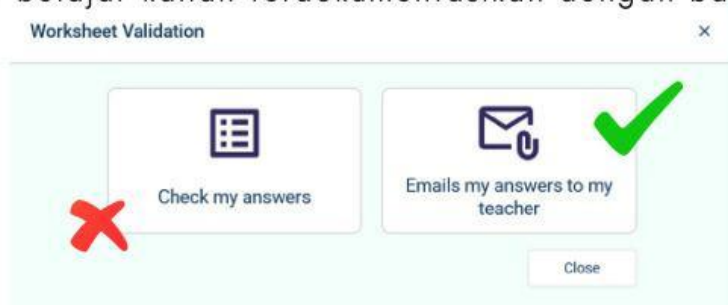 Worksheet Validation
×
Check my answers
Emails my answers to my
teacher
Close